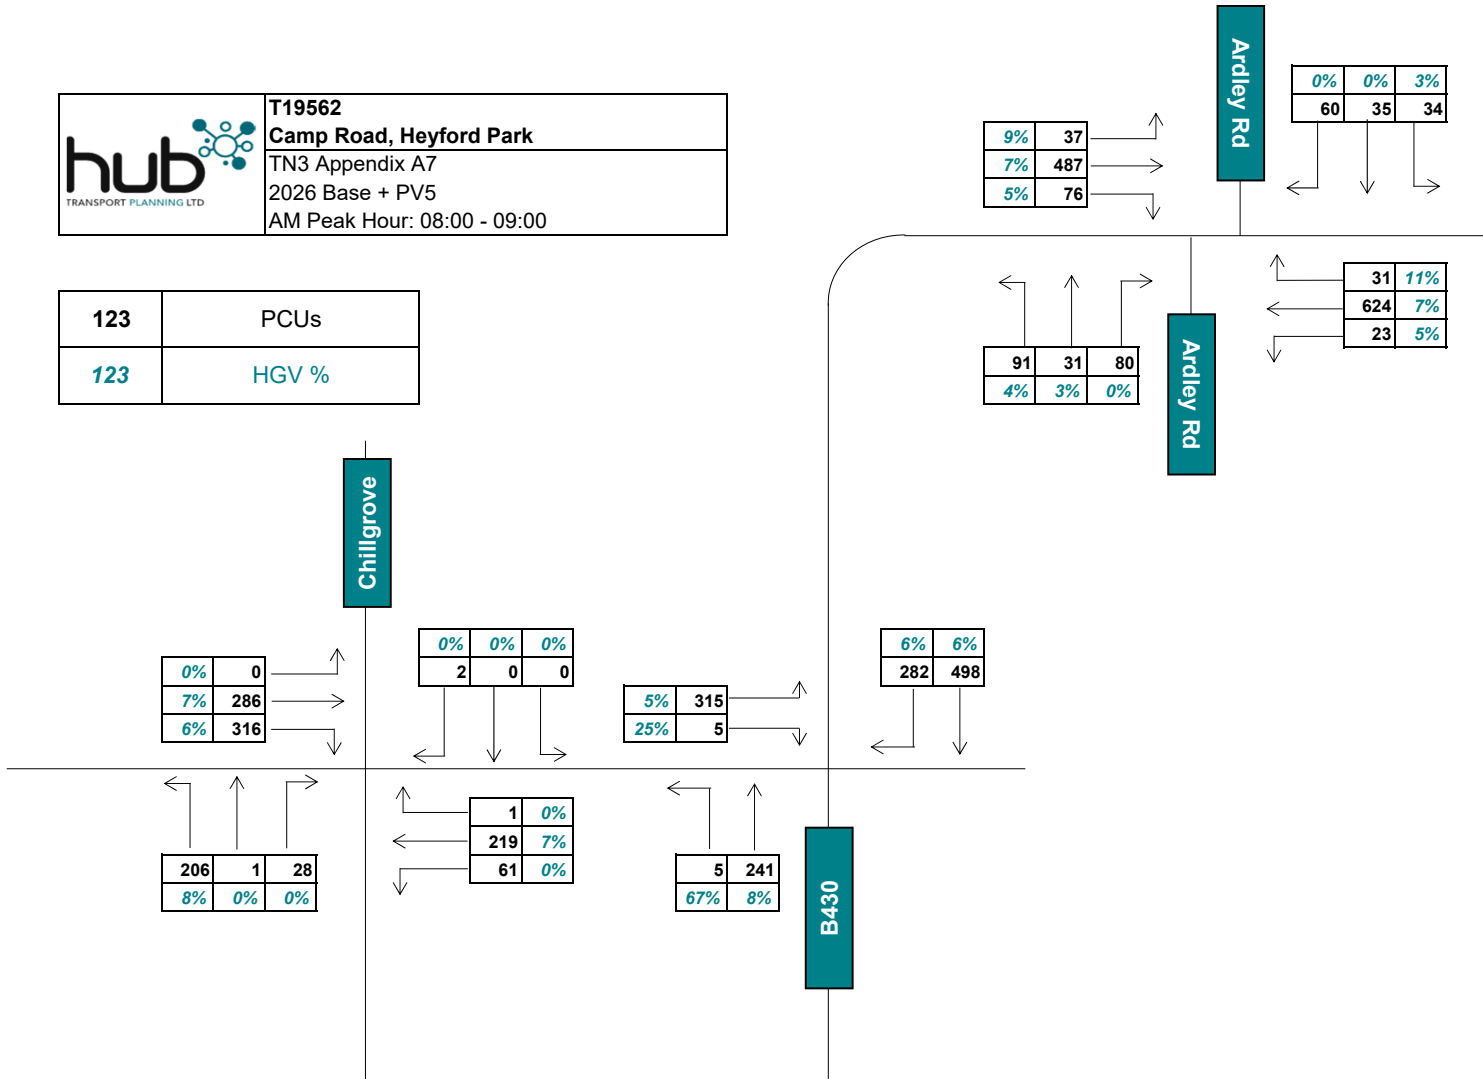 hub
TRANSPORT PLANNING LTD
T19562
Camp Road, Heyford Park
TN3 Appendix A7
2026 Base + PV5
AM Peak Hour: 08:00 - 09:00
123 PCUs
123 HGV %
Ardley Rd
0% 0% 3%
60 35 34
9% 37
7% 487
5% 76
31 11%
624 7%
23 5%
91 31 80
4% 3% 0%
Ardley Rd
Chillgrove
0% 0% 0%
2 0 0
0% 0
7% 286
6% 316
5% 315
25% 5
6% 6%
282 498
1 0%
219 7%
61 0%
206 1 28
8% 0% 0%
5 241
67% 8%
B430